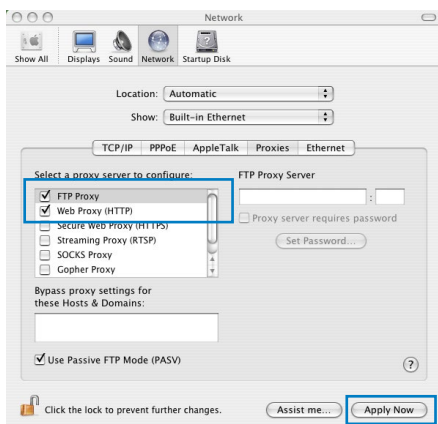 Network
Show All Displays Sound Network Startup Disk
Location: Automatic
Show: Built-in Ethernet
TCP/IP PPPoE AppleTalk Proxies Ethernet
Select a proxy server to configure: FTP Proxy Server
FTP Proxy
Web Proxy (HTTP)
:
Secure Web Proxy (HTTPS)
Proxy server requires password
Streaming Proxy (RTSP)
Set Password...
SOCKS Proxy
Gopher Proxy
Bypass proxy settings for
these Hosts & Domains:
Use Passive FTP Mode (PASV)
?
Click the lock to prevent further changes. Assist me... Apply Now